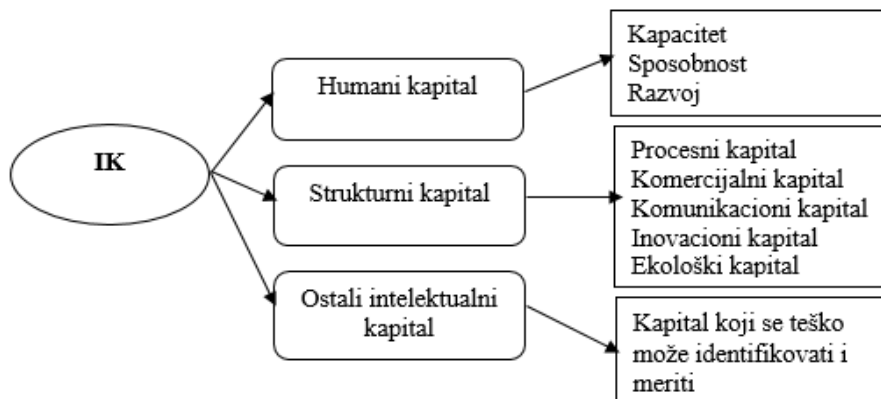 IK
Humani kapital
Kapacitet
Sposobnost
Razvoj
Strukturni kapital
Procesni kapital
Komercijalni kapital
Komunikacioni kapital
Inovacioni kapital
Ekološki kapital
Ostali intelektualni
kapital
Kapital koji se teško
može identifikovati i
meriti